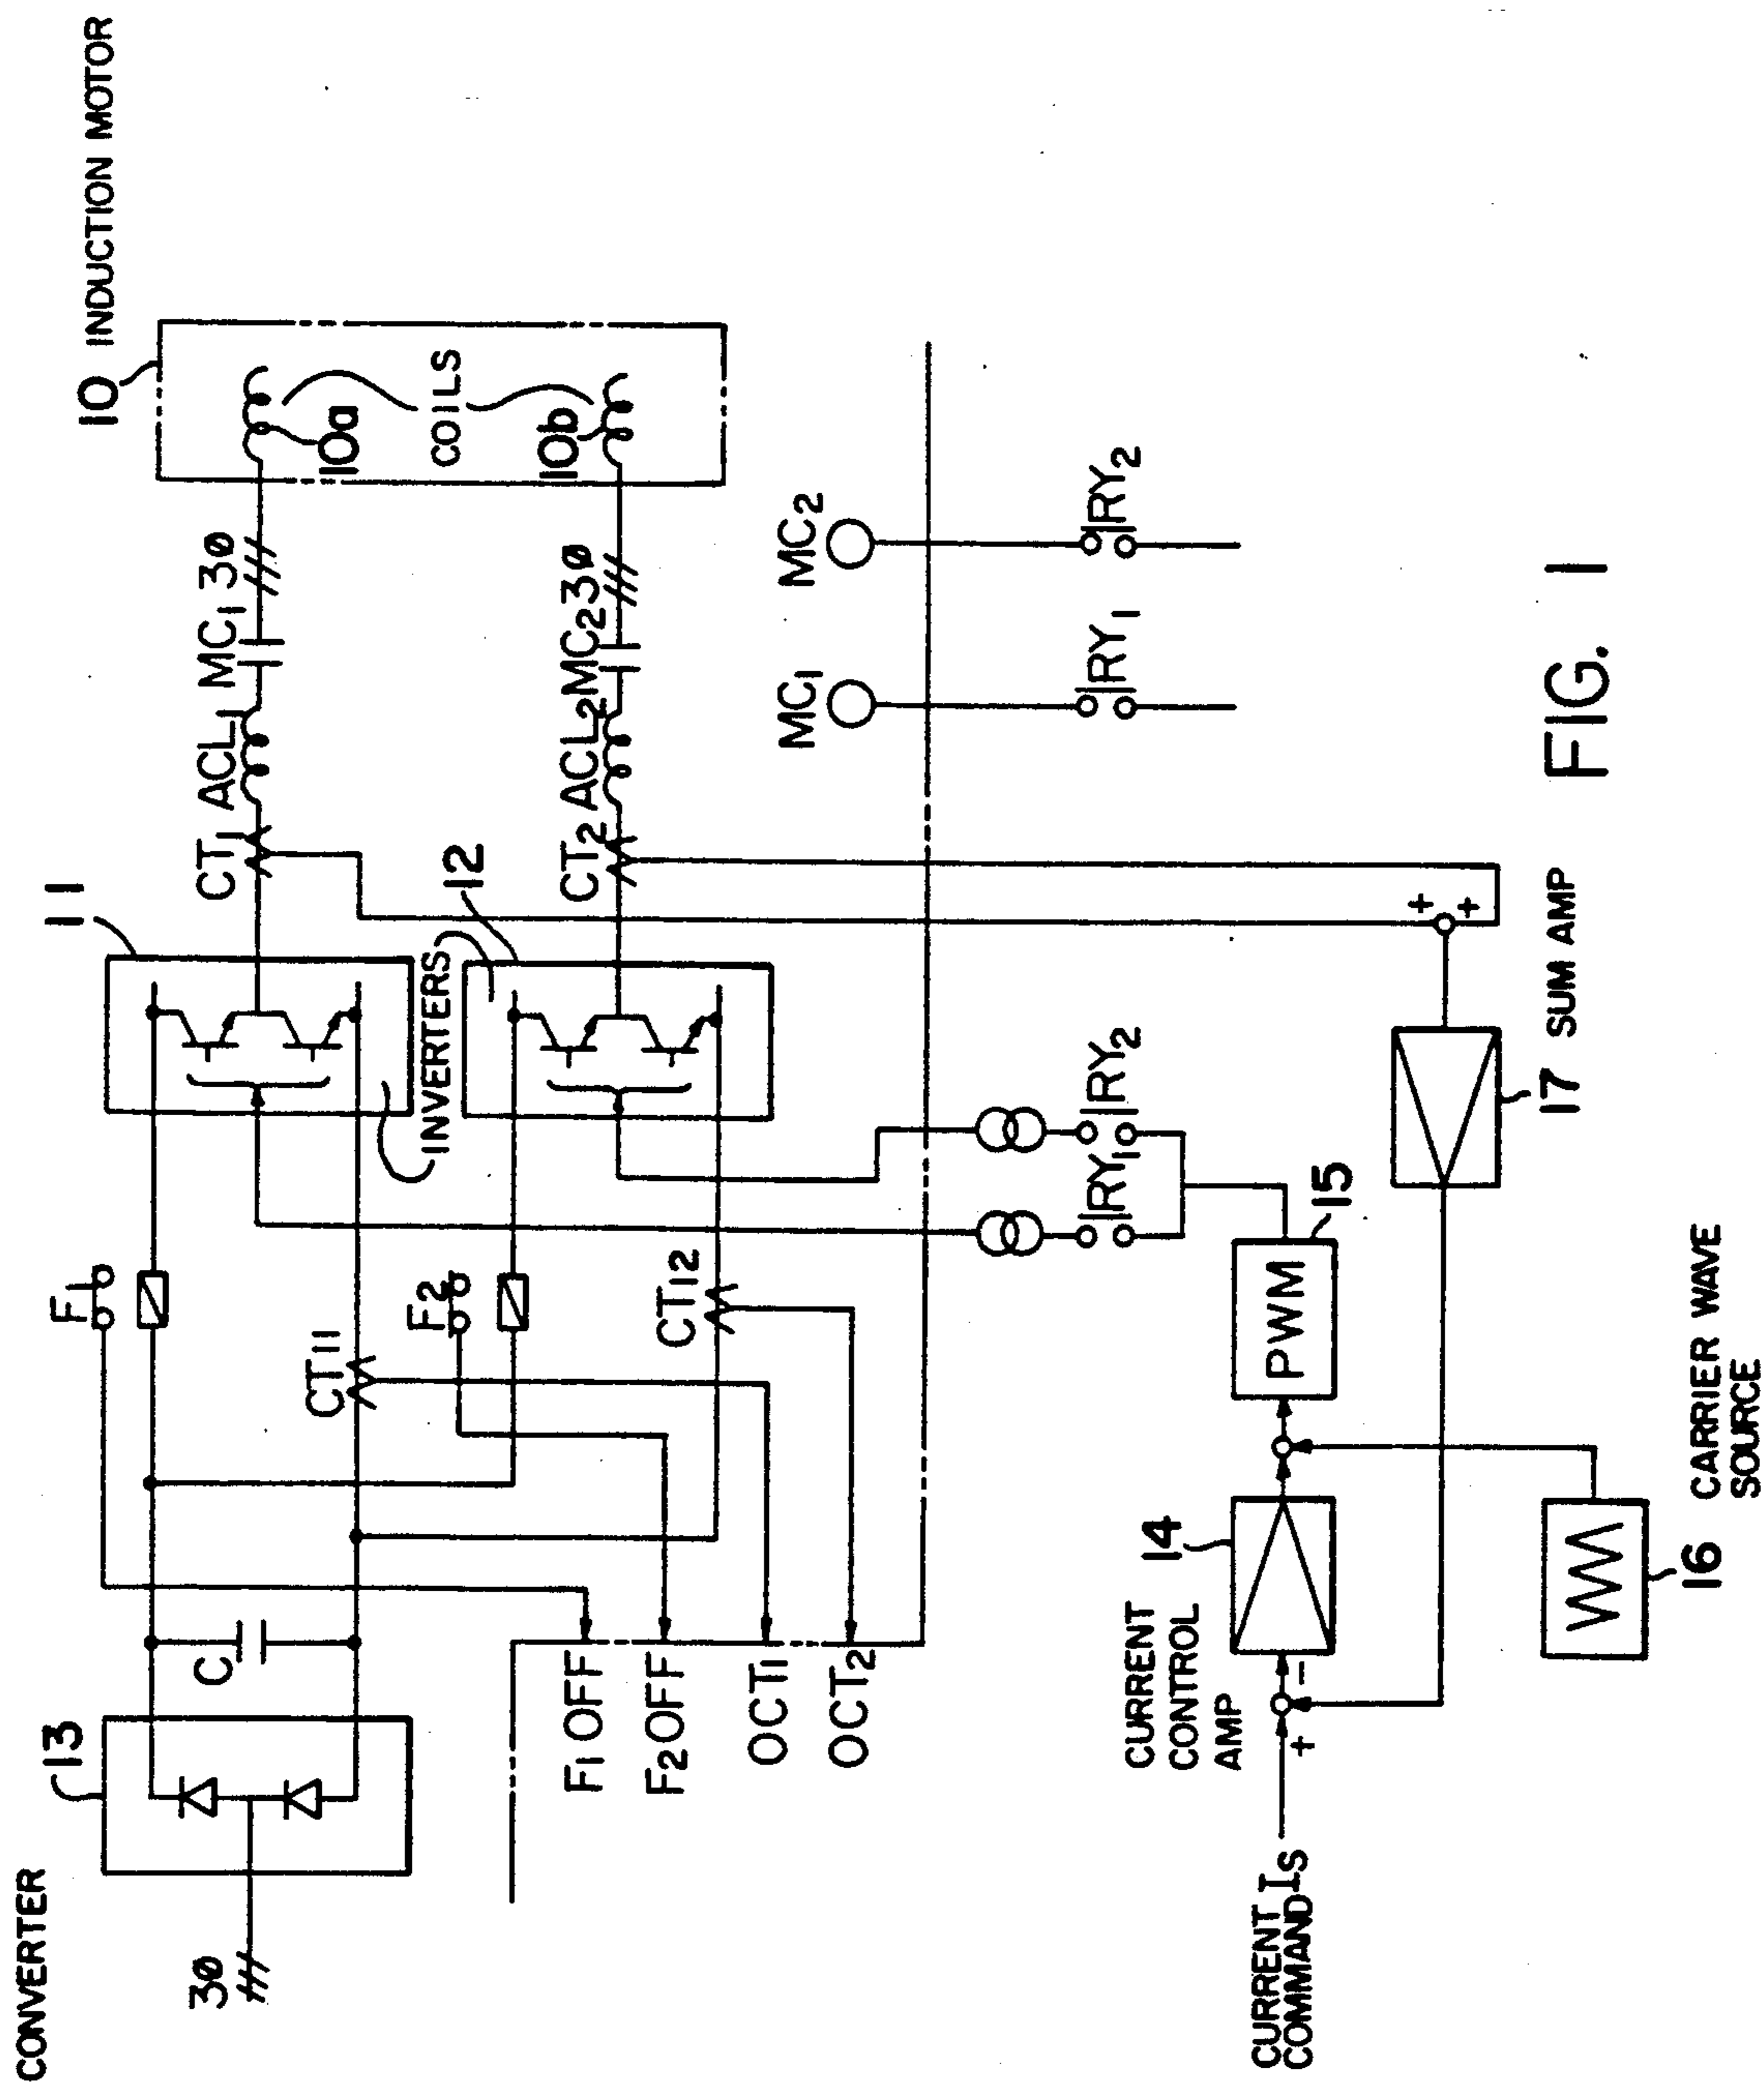 CONVERTER
3Ø
13
C
F1
CT11
F2
CT12
F1 OFF
F2 OFF
OCT1
OCT2
11
INVERTERS
12
CT1
ACL1
MC1
3Ø
CT2
ACL2
MC2
3Ø
10 INDUCTION MOTOR
10a
COILS
10b
MC1
MC2
RY1
RY2
RY1
RY2
CURRENT
COMMAND IS
+
−
CURRENT
CONTROL
AMP
14
PWM
15
16
CARRIER WAVE
SOURCE
17 SUM AMP
+
+
FIG. 1